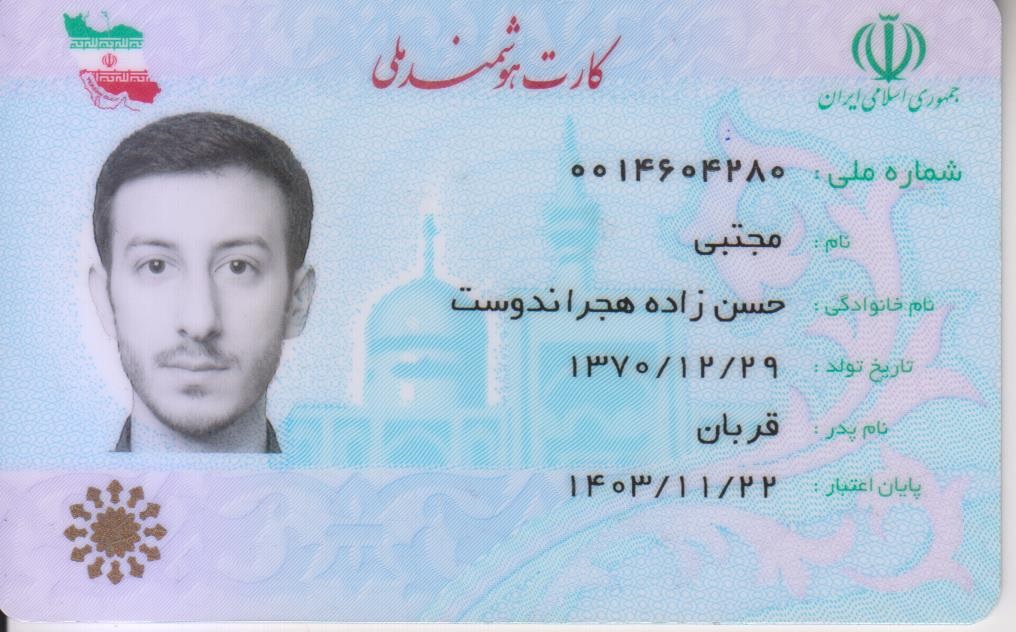 کارت هوشمند ملی
جمهوری اسلامی ایران
شماره ملی : ۰۰۱۴۶۰۴۲۸۰
نام : مجتبی
نام خانوادگی : حسن زاده هجراندوست
تاریخ تولد : ۱۳۷۰/۱۲/۲۹
نام پدر : قربان
پایان اعتبار : ۱۴۰۳/۱۱/۲۲